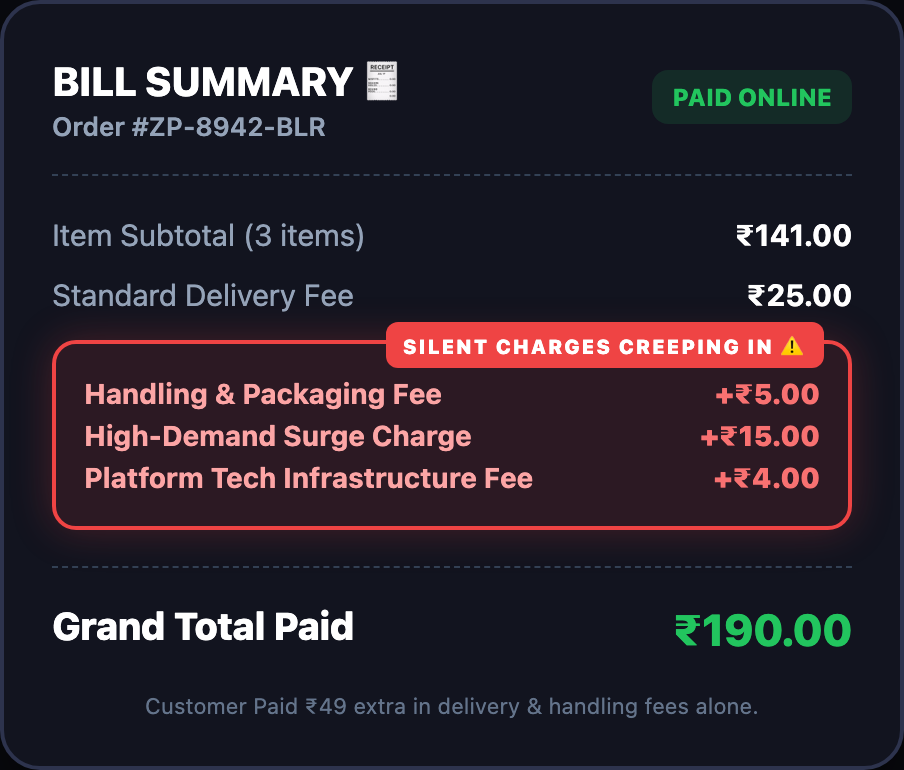 BILL SUMMARY
RECEIPT
PAID ONLINE
Order #ZP-8942-BLR
Item Subtotal (3 items) ₹141.00
Standard Delivery Fee ₹25.00
SILENT CHARGES CREEPING IN
Handling & Packaging Fee +₹5.00
High-Demand Surge Charge +₹15.00
Platform Tech Infrastructure Fee +₹4.00
Grand Total Paid ₹190.00
Customer Paid ₹49 extra in delivery & handling fees alone.